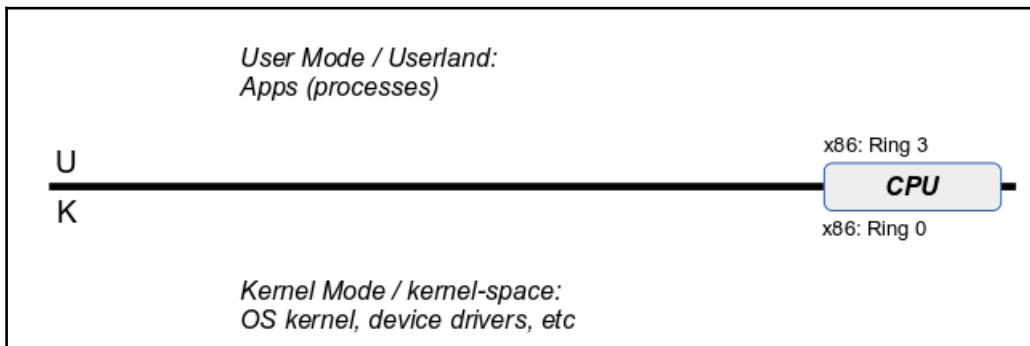 User Mode / Userland:
Apps (processes)
x86: Ring 3
U
CPU
K
x86: Ring 0
Kernel Mode / kernel-space:
OS kernel, device drivers, etc